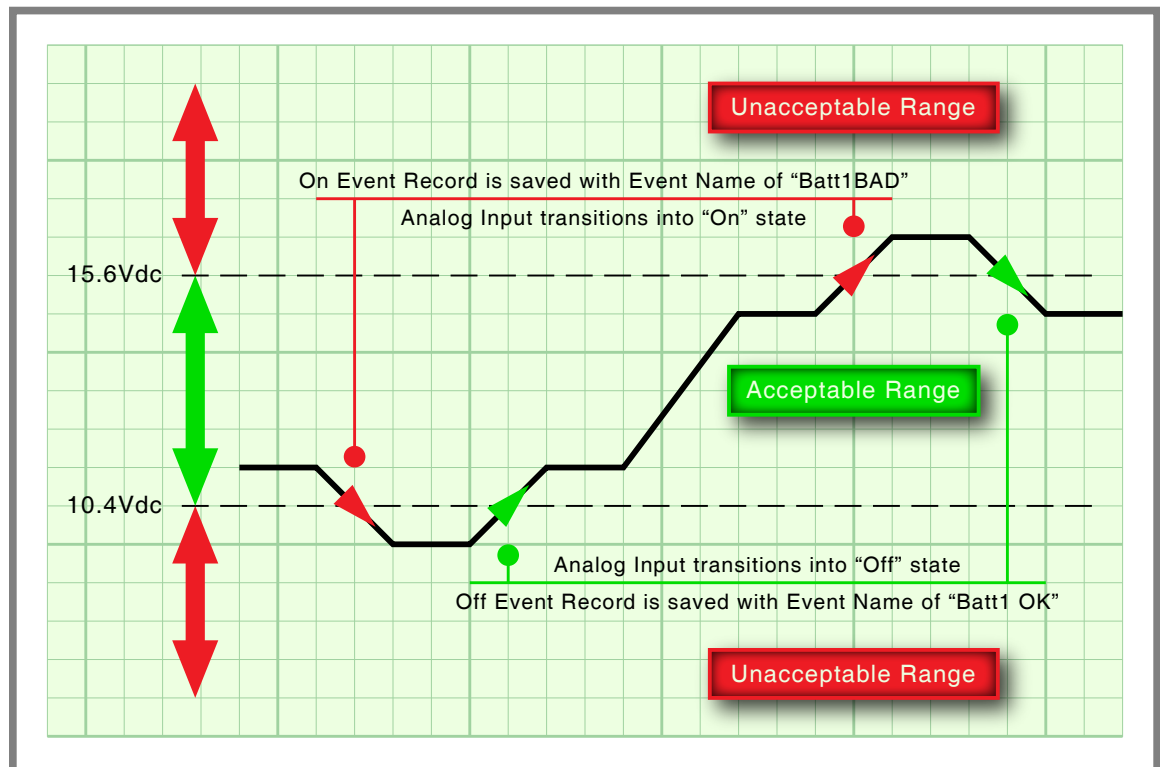 Unacceptable Range
On Event Record is saved with Event Name of “Batt1BAD”
Analog Input transitions into “On” state
15.6Vdc
Acceptable Range
10.4Vdc
Analog Input transitions into “Off” state
Off Event Record is saved with Event Name of “Batt1 OK”
Unacceptable Range